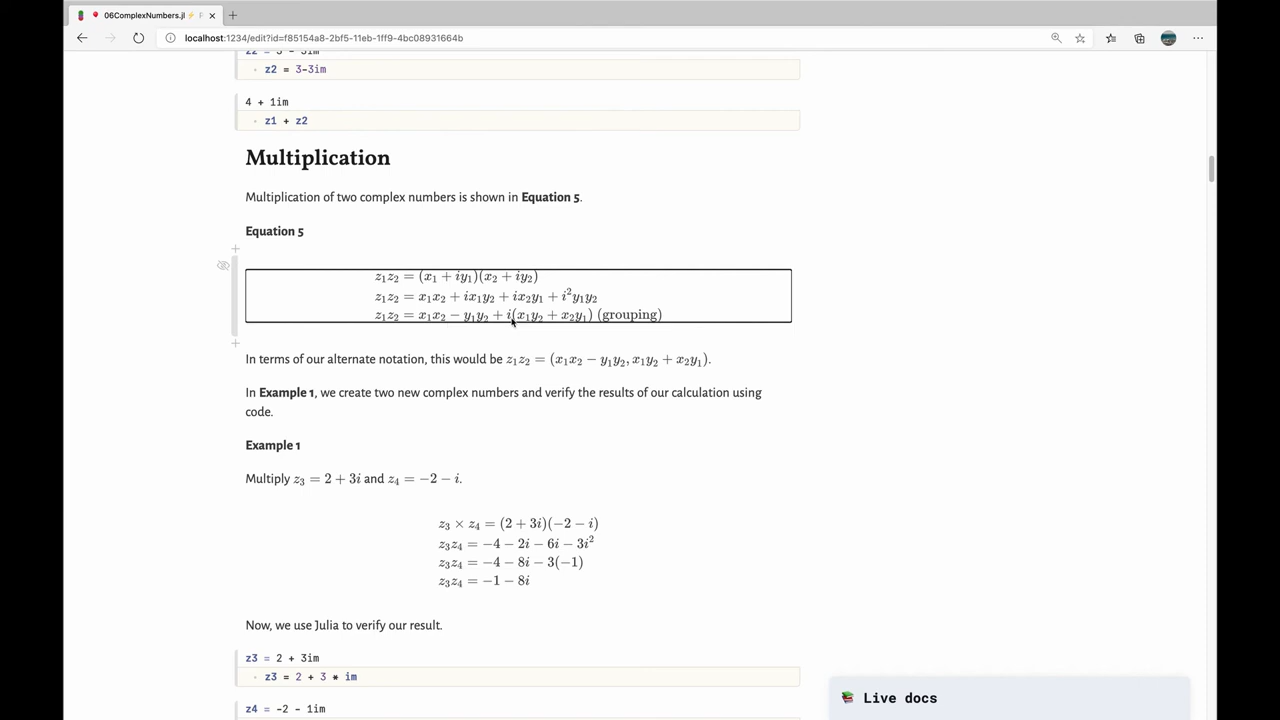 06ComplexNumbers.jl
localhost:1234/edit?id=f85154a8-2bf5-11eb-1ff9-4bc08931664b
z2 = 3 - 3im
z2 = 3-3im
4 + 1im
z1 + z2
Multiplication
Multiplication of two complex numbers is shown in Equation 5.
Equation 5
z₁z₂ = (x₁ + iy₁)(x₂ + iy₂)
z₁z₂ = x₁x₂ + ix₁y₂ + ix₂y₁ + i²y₁y₂
z₁z₂ = x₁x₂ − y₁y₂ + i(x₁y₂ + x₂y₁) (grouping)
In terms of our alternate notation, this would be z₁z₂ = (x₁x₂ − y₁y₂, x₁y₂ + x₂y₁).
In Example 1, we create two new complex numbers and verify the results of our calculation using
code.
Example 1
Multiply z₃ = 2 + 3i and z₄ = −2 − i.
z₃ × z₄ = (2 + 3i)(−2 − i)
z₃z₄ = −4 − 2i − 6i − 3i²
z₃z₄ = −4 − 8i − 3(−1)
z₃z₄ = −1 − 8i
Now, we use Julia to verify our result.
z3 = 2 + 3im
z3 = 2 + 3 * im
Live docs
z4 = -2 - 1im